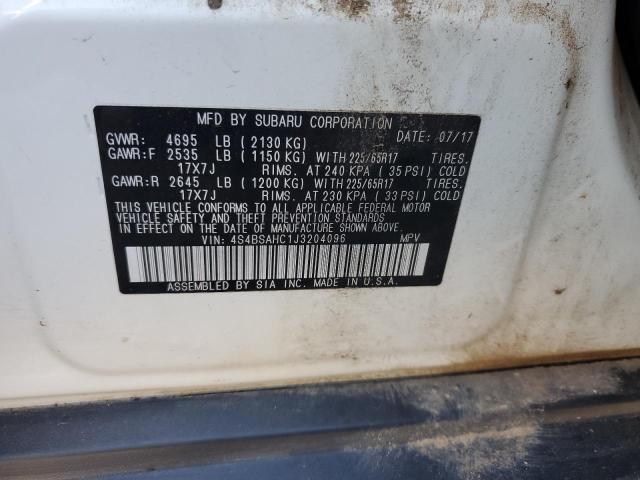 MFD BY SUBARU CORPORATION DATE: 07/17
GVWR: 4695 LB (2130 KG)
GAWR:F 2535 LB (1150 KG) WITH 225/65R17 TIRES.
17X7J RIMS. AT 240 KPA (35 PSI) COLD
GAWR:R 2645 LB (1200 KG) WITH 225/65R17 TIRES.
17X7J RIMS. AT 230 KPA (33 PSI) COLD
THIS VEHICLE CONFORMS TO ALL APPLICABLE FEDERAL MOTOR
VEHICLE SAFETY AND THEFT PREVENTION STANDARDS
IN EFFECT ON THE DATE OF MANUFACTURE SHOWN ABOVE.
VIN: 4S4BSAHC1J3204096 MPV
ASSEMBLED BY SIA INC. MADE IN U.S.A.